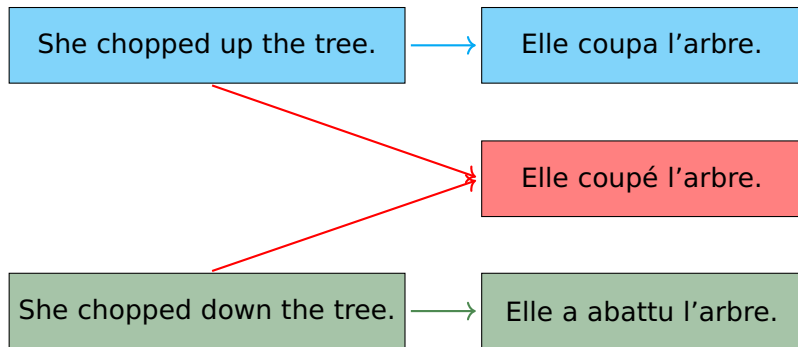 She chopped up the tree.
Elle coupa l’arbre.
Elle coupé l’arbre.
She chopped down the tree.
Elle a abattu l’arbre.